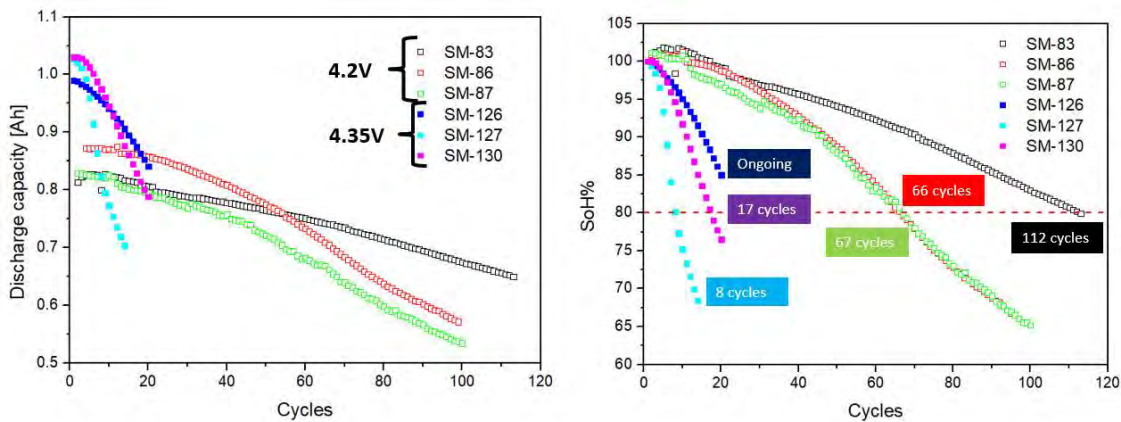 4.2V
4.35V
SM-83
SM-86
SM-87
SM-126
SM-127
SM-130
Discharge capacity [Ah]
1.1
1.0
0.9
0.8
0.7
0.6
0.5
0 20 40 60 80 100 120
Cycles
SM-83
SM-86
SM-87
SM-126
SM-127
SM-130
SoH%
105
100
95
90
85
80
75
70
65
60
Ongoing
66 cycles
17 cycles
67 cycles
112 cycles
8 cycles
0 20 40 60 80 100 120
Cycles